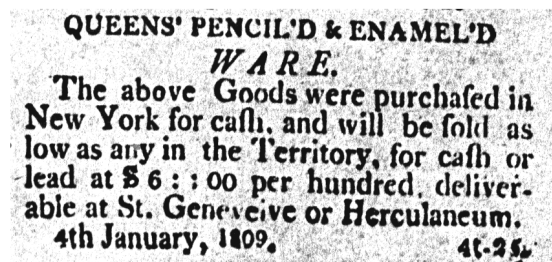 QUEENS' PENCIL'D & ENAMEL'D
WARE.
The above Goods were purchaſed in
New York for caſh, and will be ſold as
low as any in the Territory, for caſh or
lead at $ 6 : : 00 per hundred, deliver-
able at St. Geneveive or Herculaneum.
4th January, 1809. 4t-25.